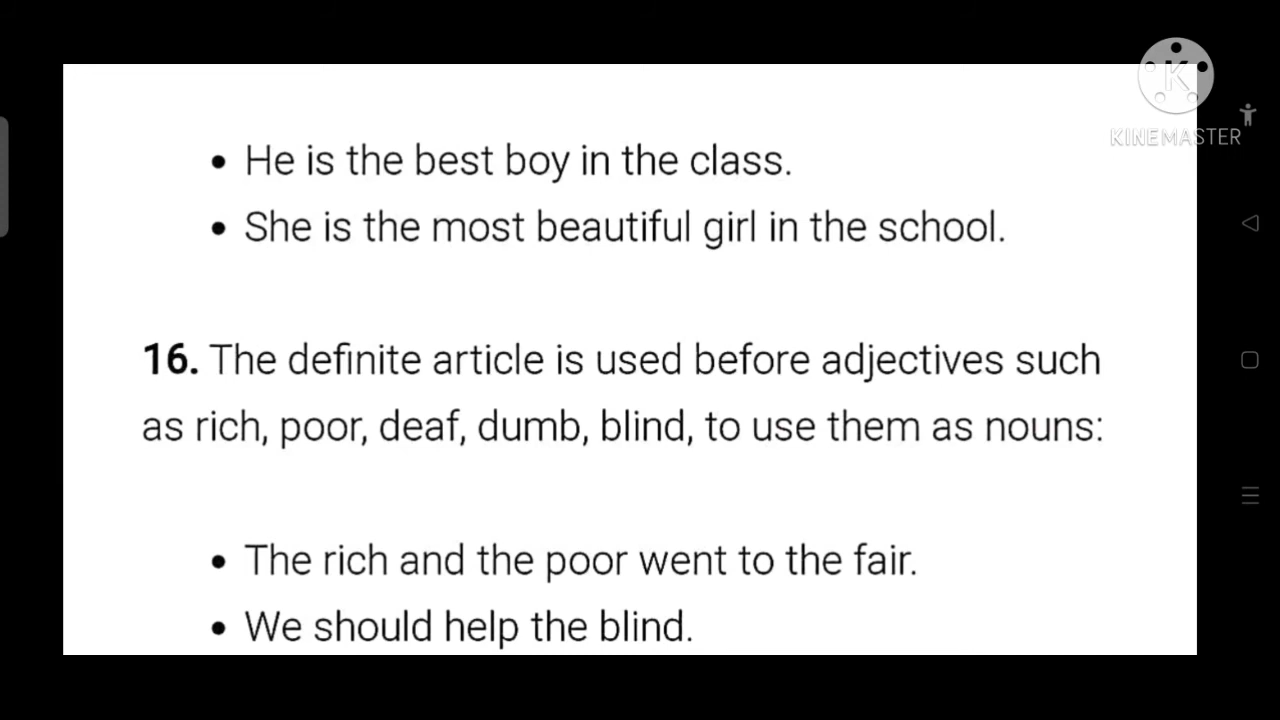 K
KINEMASTER
• He is the best boy in the class.
• She is the most beautiful girl in the school.
16. The definite article is used before adjectives such
as rich, poor, deaf, dumb, blind, to use them as nouns:
• The rich and the poor went to the fair.
• We should help the blind.